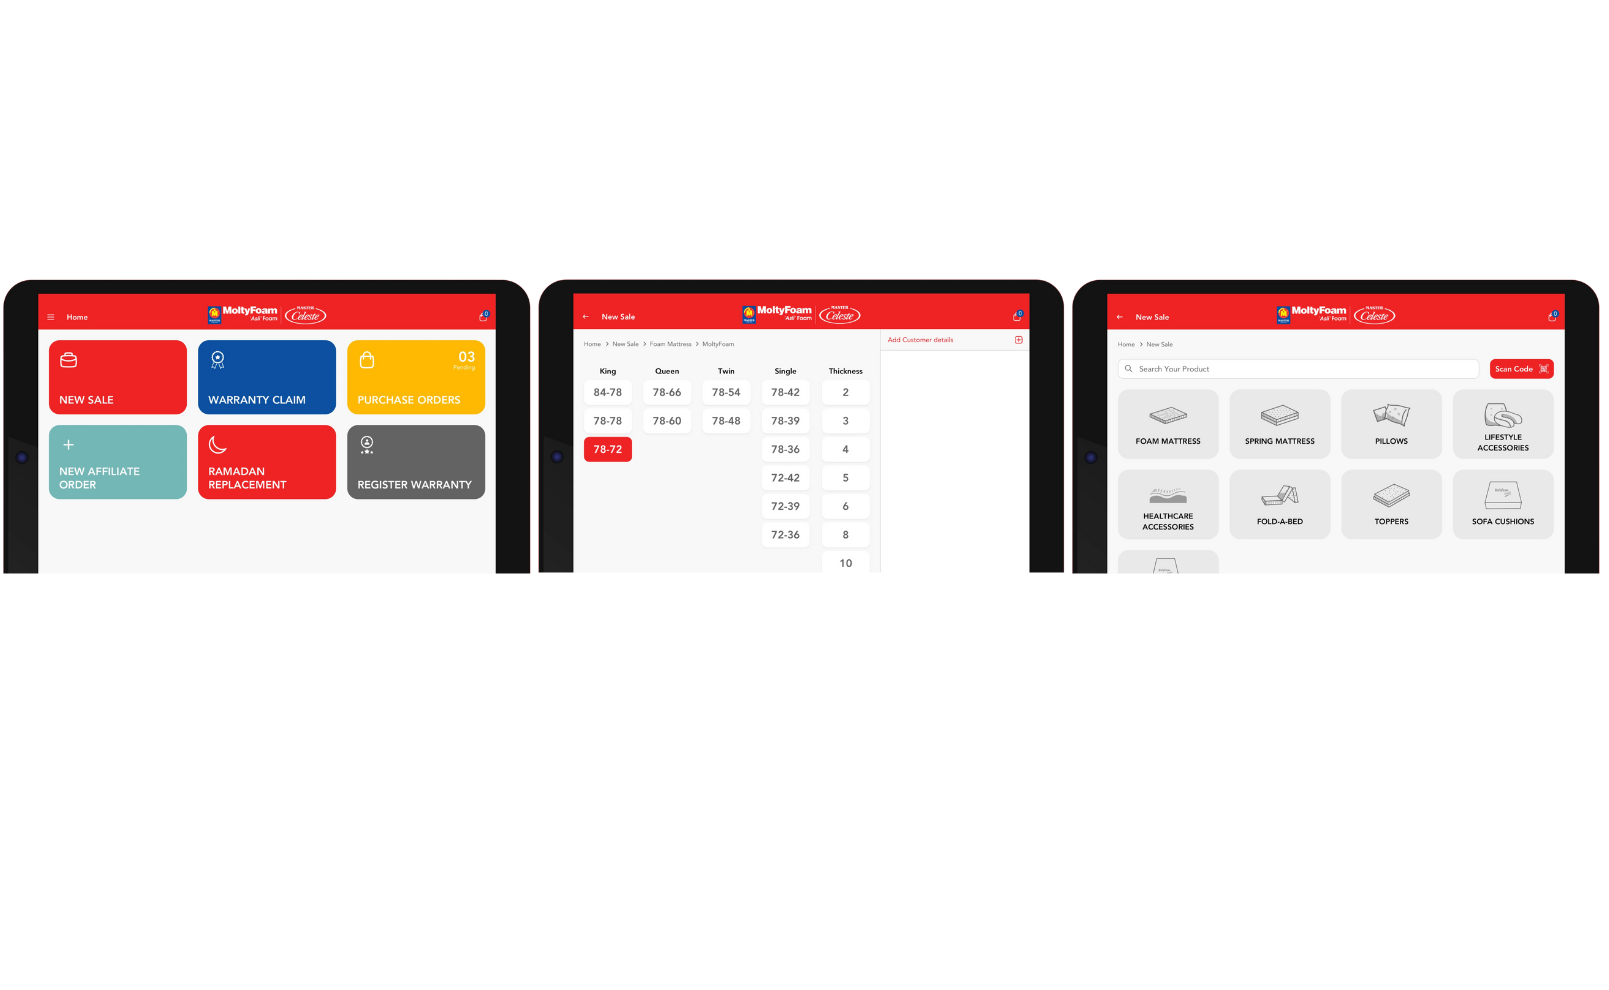 Home
MoltyFoam
Asli Foam
MASTER
Celeste
0
NEW SALE
WARRANTY CLAIM
03
Pending
PURCHASE ORDERS
NEW AFFILIATE
ORDER
RAMADAN
REPLACEMENT
REGISTER WARRANTY
New Sale
MoltyFoam
Asli Foam
MASTER
Celeste
0
Home > New Sale > Foam Mattress > MoltyFoam
Add Customer details
King Queen Twin Single Thickness
84-78 78-66 78-54 78-42 2
78-78 78-60 78-48 78-39 3
78-72 78-36 4
72-42 5
72-39 6
72-36 8
10
New Sale
MoltyFoam
Asli Foam
MASTER
Celeste
0
Home > New Sale
Search Your Product
Scan Code
FOAM MATTRESS
SPRING MATTRESS
PILLOWS
LIFESTYLE
ACCESSORIES
HEALTHCARE
ACCESSORIES
FOLD-A-BED
TOPPERS
SOFA CUSHIONS